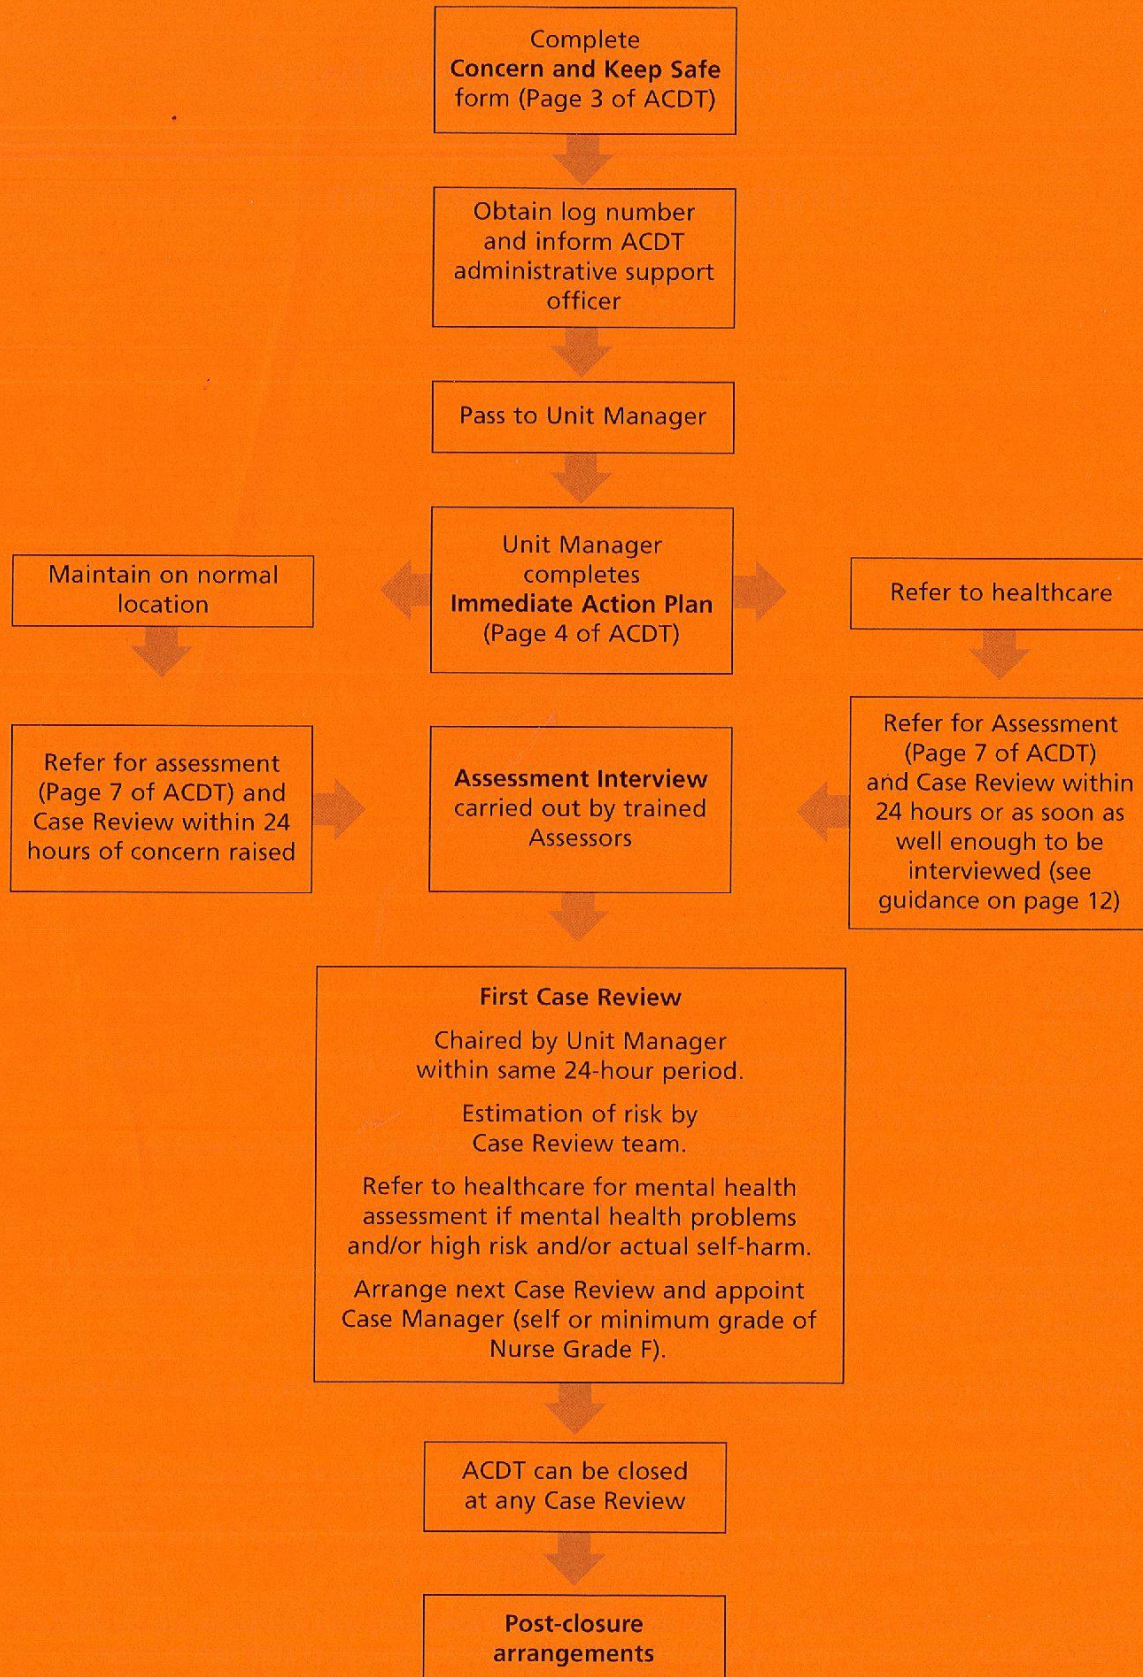 Complete
Concern and Keep Safe
form (Page 3 of ACDT)
Obtain log number
and inform ACDT
administrative support
officer
Pass to Unit Manager
Unit Manager
completes
Immediate Action Plan
(Page 4 of ACDT)
Maintain on normal
location
Refer to healthcare
Refer for assessment
(Page 7 of ACDT) and
Case Review within 24
hours of concern raised
Assessment Interview
carried out by trained
Assessors
Refer for Assessment
(Page 7 of ACDT)
and Case Review within
24 hours or as soon as
well enough to be
interviewed (see
guidance on page 12)
First Case Review
Chaired by Unit Manager
within same 24-hour period.
Estimation of risk by
Case Review team.
Refer to healthcare for mental health
assessment if mental health problems
and/or high risk and/or actual self-harm.
Arrange next Case Review and appoint
Case Manager (self or minimum grade of
Nurse Grade F).
ACDT can be closed
at any Case Review
Post-closure
arrangements